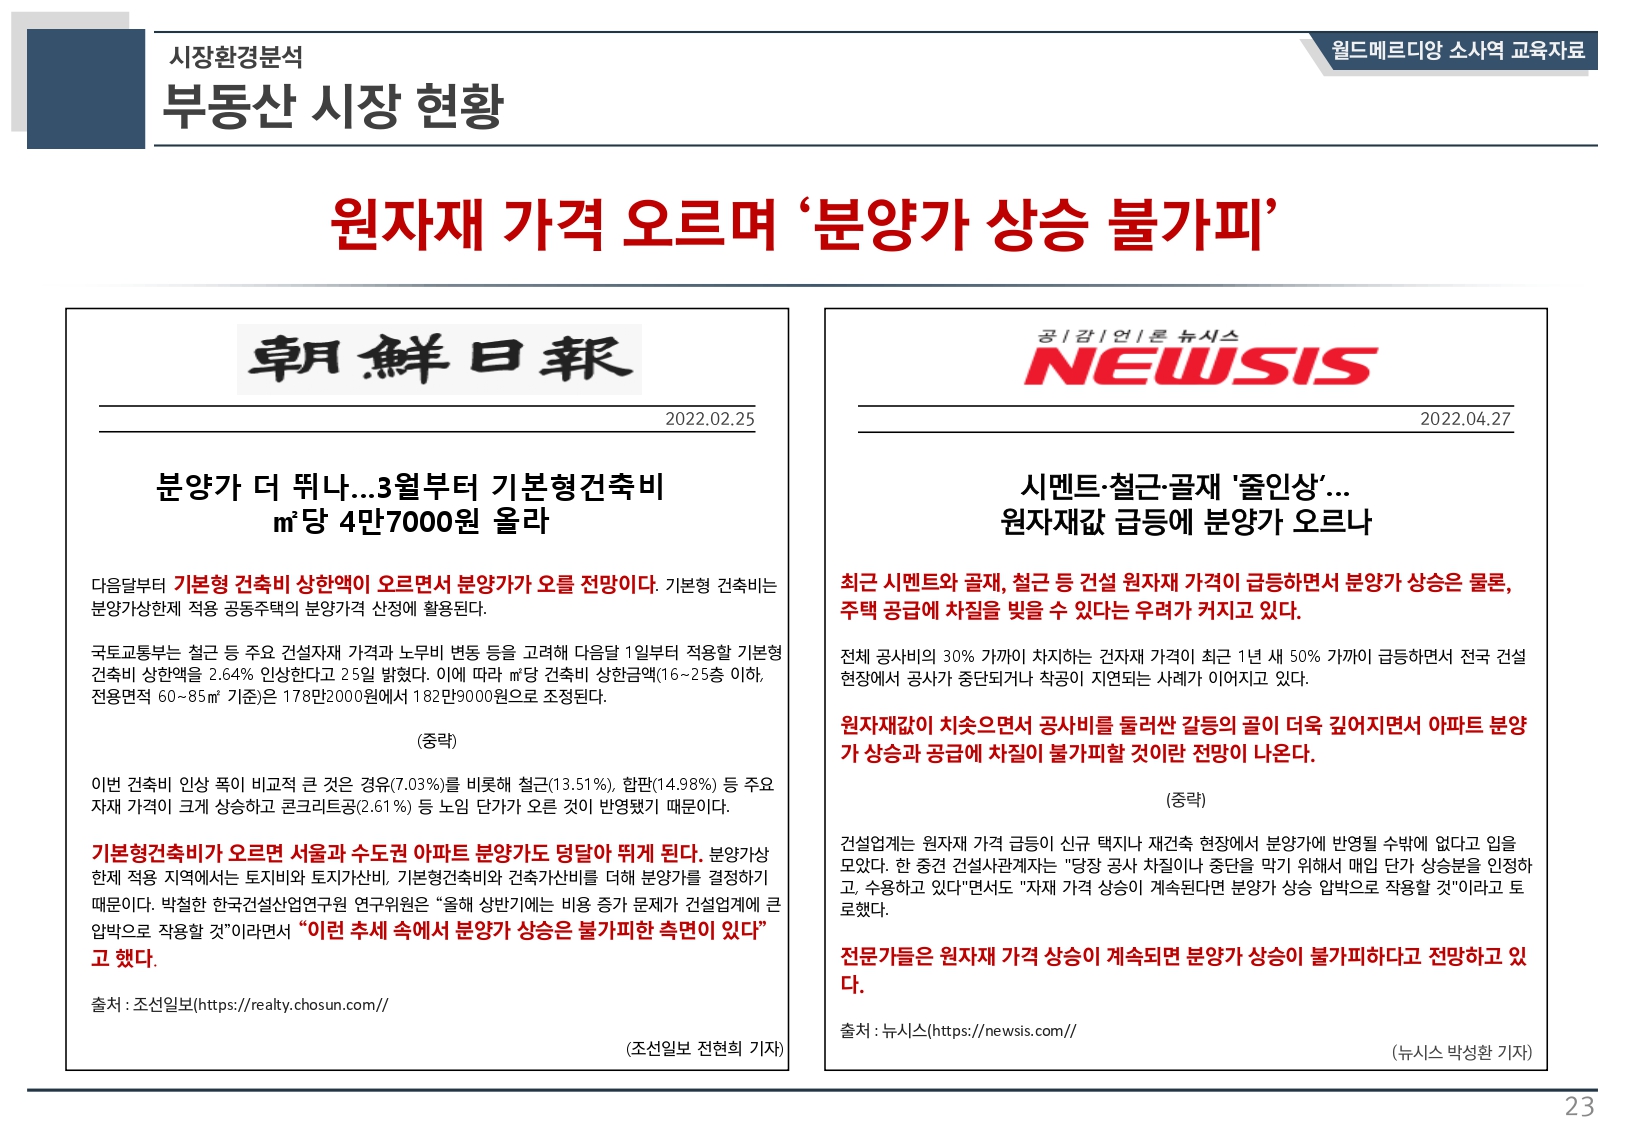 시장환경분석
부동산 시장 현황
월드메르디앙 소사역 교육자료
원자재 가격 오르며 ‘분양가 상승 불가피’
朝鮮日報
2022.02.25
분양가 더 뛰나...3월부터 기본형건축비
㎡당 4만7000원 올라
다음달부터 기본형 건축비 상한액이 오르면서 분양가가 오를 전망이다. 기본형 건축비는
분양가상한제 적용 공동주택의 분양가격 산정에 활용된다.
국토교통부는 철근 등 주요 건설자재 가격과 노무비 변동 등을 고려해 다음달 1일부터 적용할 기본형
건축비 상한액을 2.64% 인상한다고 25일 밝혔다. 이에 따라 ㎡당 건축비 상한금액(16~25층 이하,
전용면적 60~85㎡ 기준)은 178만2000원에서 182만9000원으로 조정된다.
(중략)
이번 건축비 인상 폭이 비교적 큰 것은 경유(7.03%)를 비롯해 철근(13.51%), 합판(14.98%) 등 주요
자재 가격이 크게 상승하고 콘크리트공(2.61%) 등 노임 단가가 오른 것이 반영됐기 때문이다.
기본형건축비가 오르면 서울과 수도권 아파트 분양가도 덩달아 뛰게 된다. 분양가상
한제 적용 지역에서는 토지비와 토지가산비, 기본형건축비와 건축가산비를 더해 분양가를 결정하기
때문이다. 박철한 한국건설산업연구원 연구위원은 “올해 상반기에는 비용 증가 문제가 건설업계에 큰
압박으로 작용할 것”이라면서 “이런 추세 속에서 분양가 상승은 불가피한 측면이 있다”
고 했다.
출처 : 조선일보(https://realty.chosun.com//
(조선일보 전현희 기자)
공/감/언/론 뉴시스
NEWSIS
2022.04.27
시멘트·철근·골재 '줄인상’...
원자재값 급등에 분양가 오르나
최근 시멘트와 골재, 철근 등 건설 원자재 가격이 급등하면서 분양가 상승은 물론,
주택 공급에 차질을 빚을 수 있다는 우려가 커지고 있다.
전체 공사비의 30% 가까이 차지하는 건자재 가격이 최근 1년 새 50% 가까이 급등하면서 전국 건설
현장에서 공사가 중단되거나 착공이 지연되는 사례가 이어지고 있다.
원자재값이 치솟으면서 공사비를 둘러싼 갈등의 골이 더욱 깊어지면서 아파트 분양
가 상승과 공급에 차질이 불가피할 것이란 전망이 나온다.
(중략)
건설업계는 원자재 가격 급등이 신규 택지나 재건축 현장에서 분양가에 반영될 수밖에 없다고 입을
모았다. 한 중견 건설사관계자는 "당장 공사 차질이나 중단을 막기 위해서 매입 단가 상승분을 인정하
고, 수용하고 있다"면서도 "자재 가격 상승이 계속된다면 분양가 상승 압박으로 작용할 것"이라고 토
로했다.
전문가들은 원자재 가격 상승이 계속되면 분양가 상승이 불가피하다고 전망하고 있
다.
출처 : 뉴시스(https://newsis.com//
(뉴시스 박성환 기자)
23